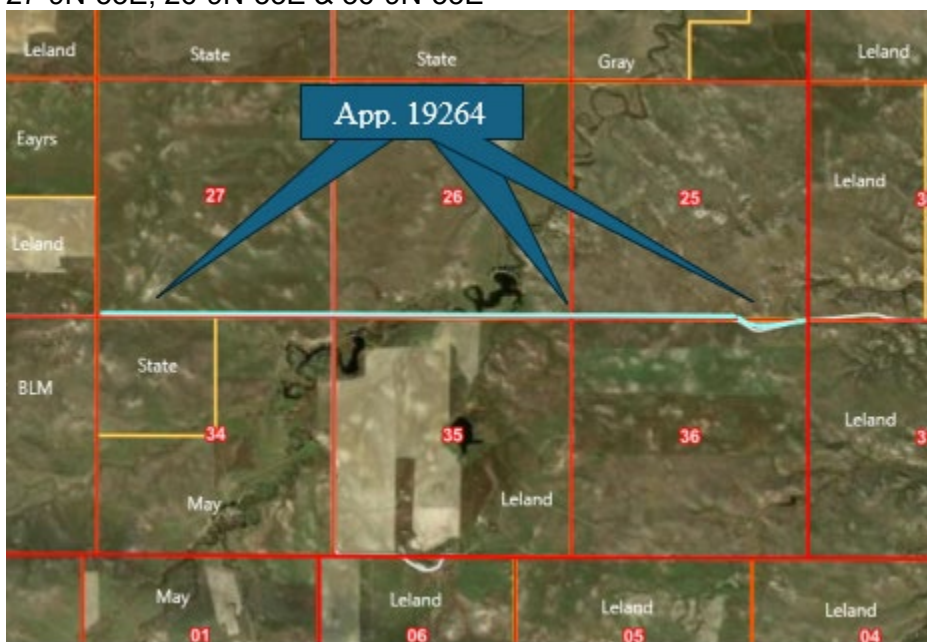 Leland State State Gray Leland
App. 19264
Eayrs
27 26 25 Leland
Leland
State
BLM Leland
34 35 36
May Leland
May Leland Leland Leland
01 06 05 04